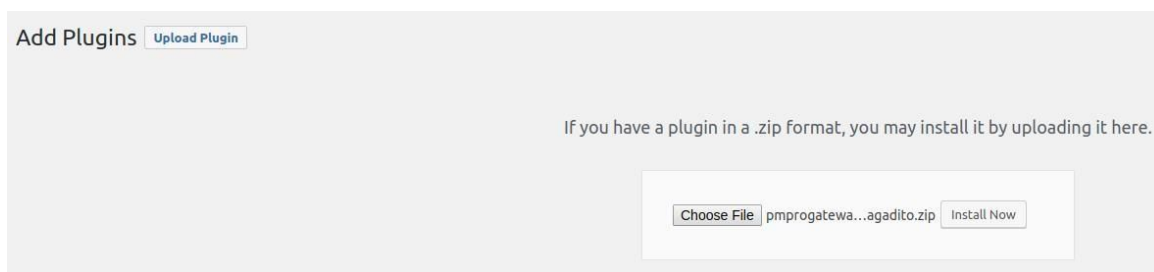 Add Plugins Upload Plugin
If you have a plugin in a .zip format, you may install it by uploading it here.
Choose File pmprogatewa…agadito.zip Install Now